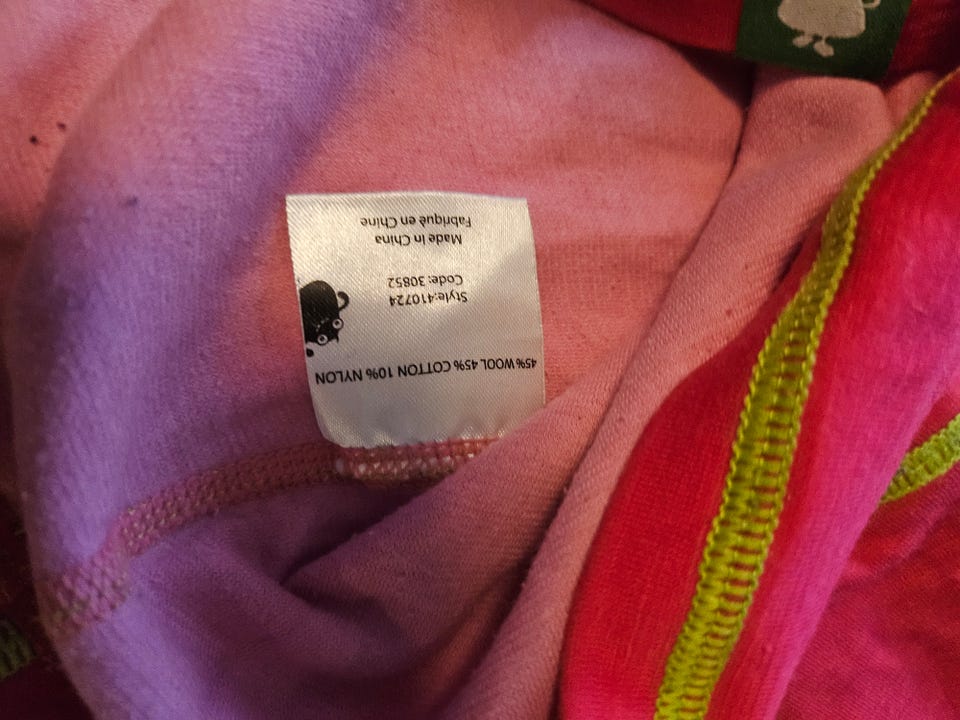 45% WOOL 45% COTTON 10% NYLON
Style:410724
Code: 30852
Made in China
Fabriqué en Chine